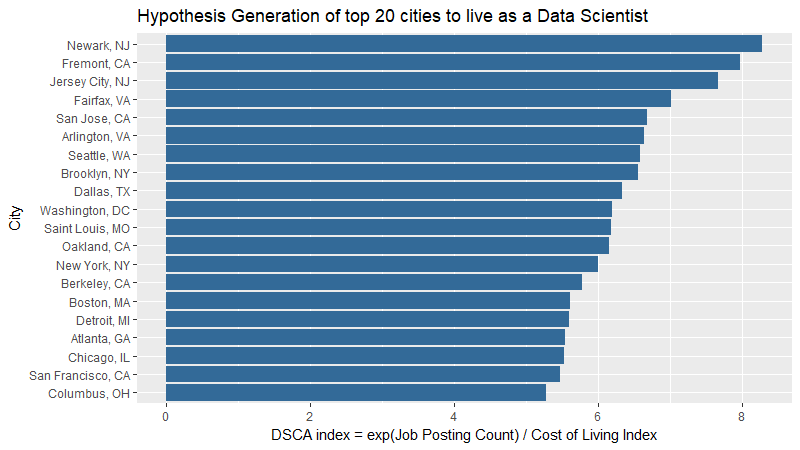 Hypothesis Generation of top 20 cities to live as a Data Scientist
City
Newark, NJ
Fremont, CA
Jersey City, NJ
Fairfax, VA
San Jose, CA
Arlington, VA
Seattle, WA
Brooklyn, NY
Dallas, TX
Washington, DC
Saint Louis, MO
Oakland, CA
New York, NY
Berkeley, CA
Boston, MA
Detroit, MI
Atlanta, GA
Chicago, IL
San Francisco, CA
Columbus, OH
0 2 4 6 8
DSCA index = exp(Job Posting Count) / Cost of Living Index